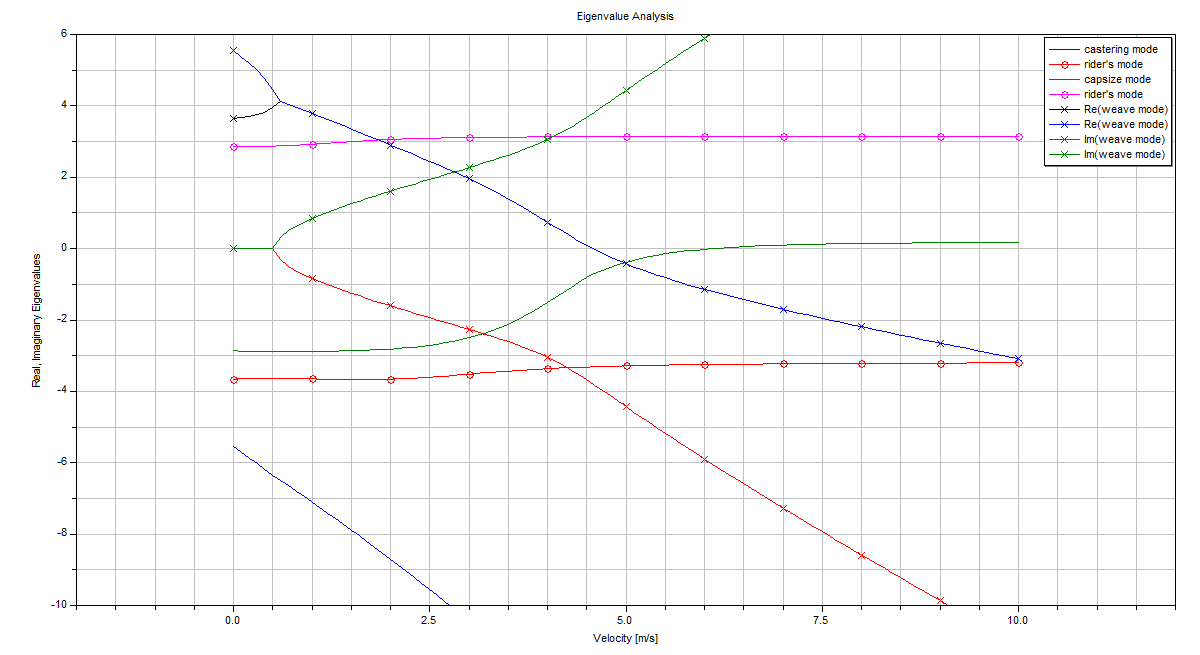 Eigenvalue Analysis
6
4
2
0
-2
-4
-6
-8
-10
Real, Imaginary Eigenvalues
castering mode
rider's mode
capsize mode
rider's mode
Re(weave mode)
Re(weave mode)
Im(weave mode)
Im(weave mode)
0.0 2.5 5.0 7.5 10.0
Velocity [m/s]